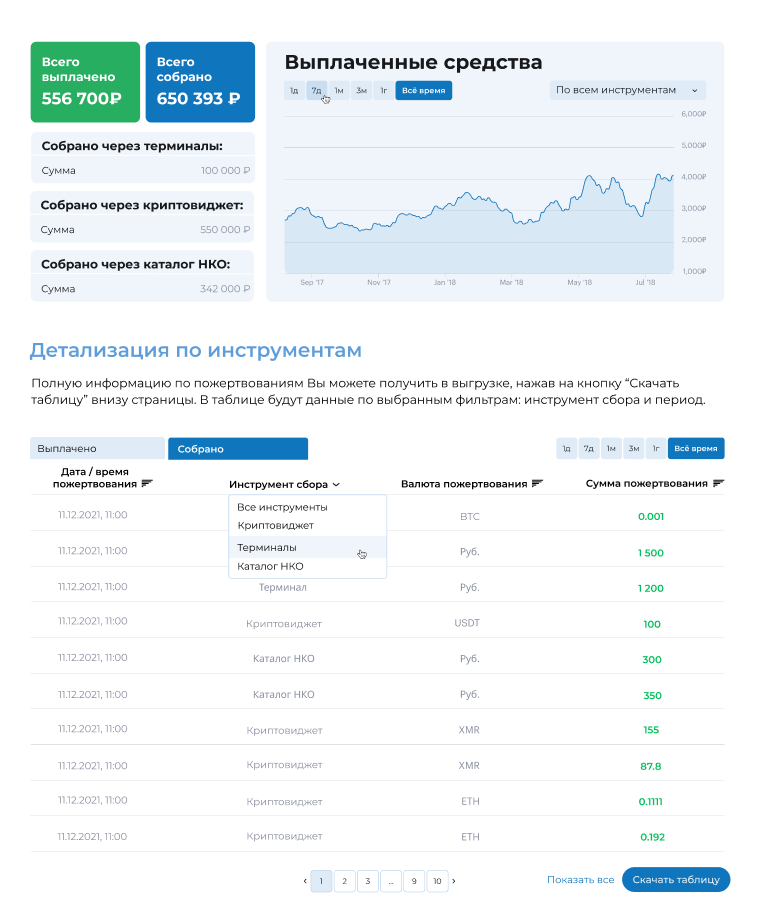 Всего
выплачено
556 700₽
Всего
собрано
650 393 ₽
Собрано через терминалы:
Сумма 100 000 ₽
Собрано через криптовиджет:
Сумма 550 000 ₽
Собрано через каталог НКО:
Сумма 342 000 ₽
Выплаченные средства
1д 7д 1м 3м 1г Всё время
По всем инструментам
6,000₽
5,000₽
4,000₽
3,000₽
2,000₽
1,000₽
Sep '17 Nov '17 Jan '18 Mar '18 May '18 Jul '18
Детализация по инструментам
Полную информацию по пожертвованиям Вы можете получить в выгрузке, нажав на кнопку “Скачать
таблицу” внизу страницы. В таблице будут данные по выбранным фильтрам: инструмент сбора и период.
Выплачено Собрано 1д 7д 1м 3м 1г Всё время
Дата / время
пожертвования Инструмент сбора Валюта пожертвования Сумма пожертвования
Все инструменты
Криптовиджет
Терминалы
Каталог НКО
11.12.2021, 11:00 BTC 0.001
11.12.2021, 11:00 Руб. 1 500
11.12.2021, 11:00 Терминал Руб. 1 200
11.12.2021, 11:00 Криптовиджет USDT 100
11.12.2021, 11:00 Каталог НКО Руб. 300
11.12.2021, 11:00 Каталог НКО Руб. 350
11.12.2021, 11:00 Криптовиджет XMR 155
11.12.2021, 11:00 Криптовиджет XMR 87.8
11.12.2021, 11:00 Криптовиджет ETH 0.1111
11.12.2021, 11:00 Криптовиджет ETH 0.192
‹ 1 2 3 ... 9 10 ›
Показать все Скачать таблицу